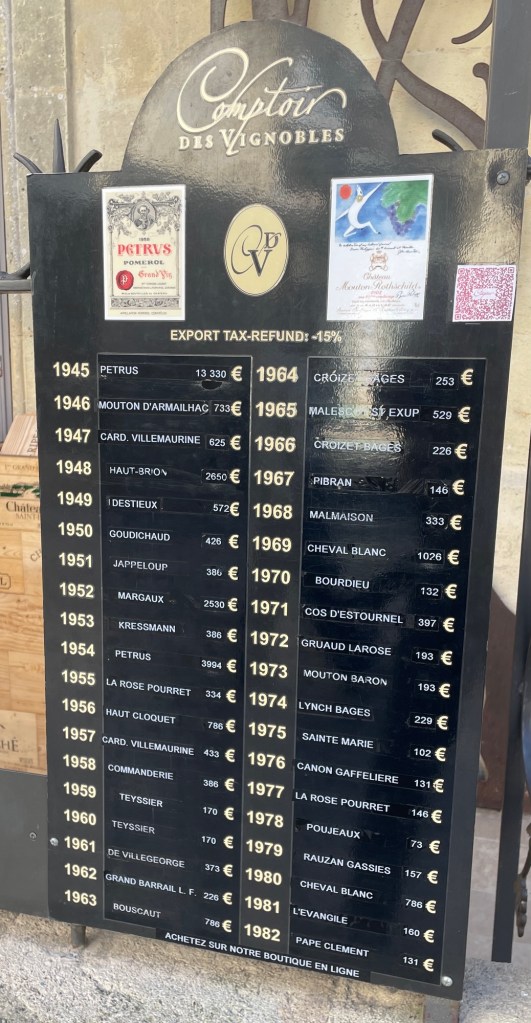 Comptoir
DES VIGNOBLES
PETRVS
POMEROL
Grand Vin
CDV
Château
Mouton Rothschild
EXPORT TAX-REFUND: -15%
1945 PETRUS 13 330 €
1946 MOUTON D'ARMAILHAC 733 €
1947 CARD. VILLEMAURINE 625 €
1948 HAUT-BRION 2650 €
1949 DESTIEUX 572 €
1950 GOUDICHAUD 426 €
1951 JAPPELOUP 386 €
1952 MARGAUX 2530 €
1953 KRESSMANN 386 €
1954 PETRUS 3994 €
1955 LA ROSE POURRET 334 €
1956 HAUT CLOQUET 786 €
1957 CARD. VILLEMAURINE 433 €
1958 COMMANDERIE 386 €
1959 TEYSSIER 170 €
1960 TEYSSIER 170 €
1961 DE VILLEGEORGE 373 €
1962 GRAND BARRAIL L. F. 226 €
1963 BOUSCAUT 786 €
1964 CROIZET BAGES 253 €
1965 MALESCOT ST EXUP 529 €
1966 CROIZET BAGES 226 €
1967 PIBRAN 146 €
1968 MALMAISON 333 €
1969 CHEVAL BLANC 1026 €
1970 BOURDIEU 132 €
1971 COS D'ESTOURNEL 397 €
1972 GRUAUD LAROSE 193 €
1973 MOUTON BARON 193 €
1974 LYNCH BAGES 229 €
1975 SAINTE MARIE 102 €
1976 CANON GAFFELIERE 131 €
1977 LA ROSE POURRET 146 €
1978 POUJEAUX 73 €
1979 RAUZAN GASSIES 157 €
1980 CHEVAL BLANC 786 €
1981 L'EVANGILE 160 €
1982 PAPE CLEMENT 131 €
ACHETEZ SUR NOTRE BOUTIQUE EN LIGNE